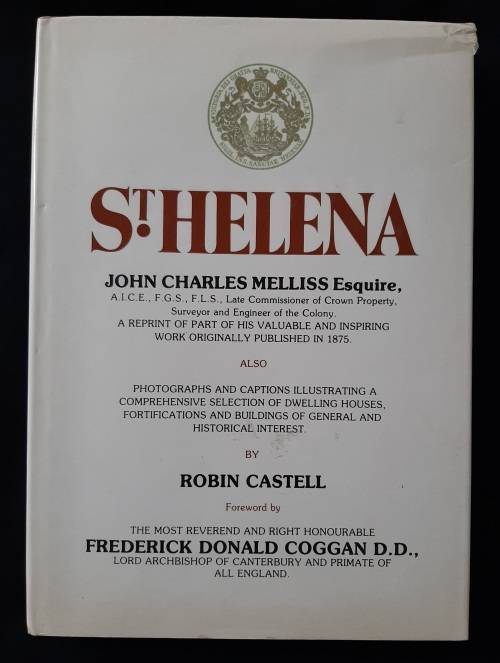 ST. HELENA
JOHN CHARLES MELLISS Esquire,
A.I.C.E., F.G.S., F.L.S., Late Commissioner of Crown Property,
Surveyor and Engineer of the Colony.
A REPRINT OF PART OF HIS VALUABLE AND INSPIRING
WORK ORIGINALLY PUBLISHED IN 1875.
ALSO
PHOTOGRAPHS AND CAPTIONS ILLUSTRATING A
COMPREHENSIVE SELECTION OF DWELLING HOUSES,
FORTIFICATIONS AND BUILDINGS OF GENERAL AND
HISTORICAL INTEREST.
BY
ROBIN CASTELL
Foreword by
THE MOST REVEREND AND RIGHT HONOURABLE
FREDERICK DONALD COGGAN D.D.,
LORD ARCHBISHOP OF CANTERBURY AND PRIMATE OF
ALL ENGLAND.